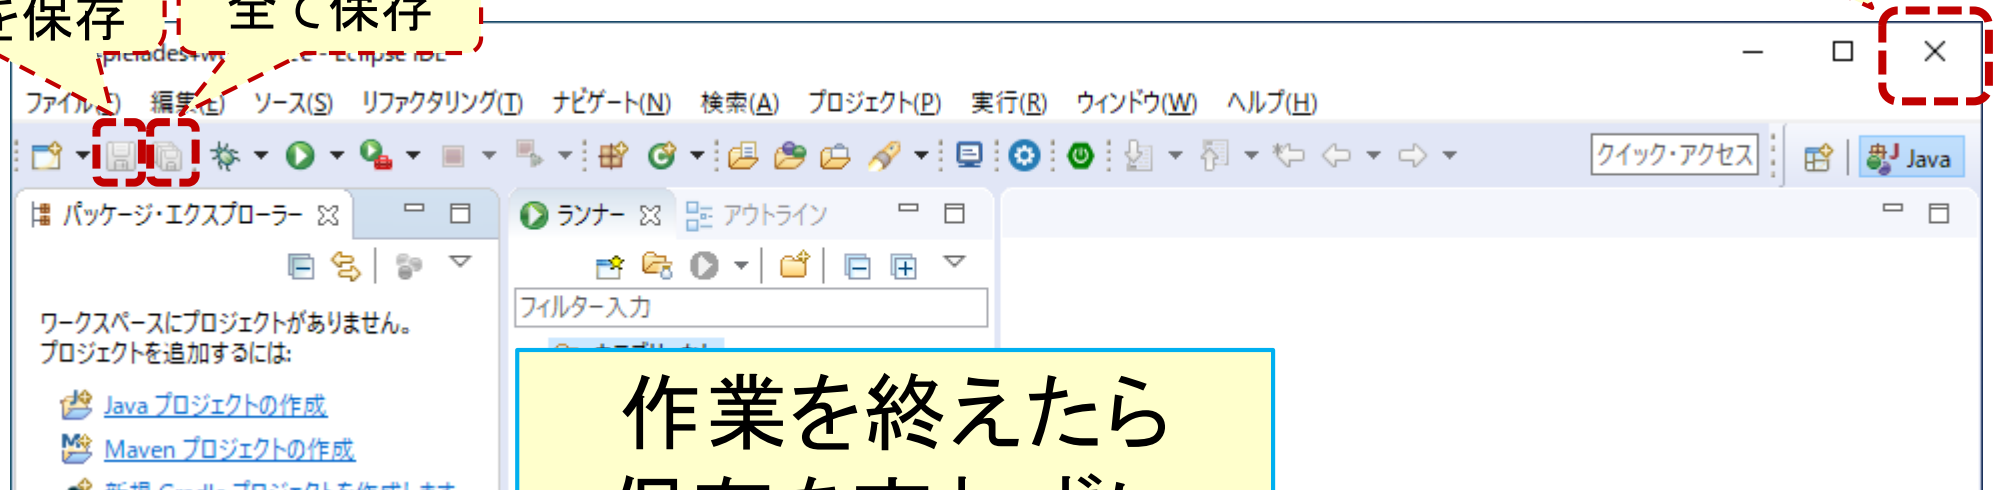 を保存
全て保存
ファイル 編集(E) ソース(S) リファクタリング(T) ナビゲート(N) 検索(A) プロジェクト(P) 実行(R) ウィンドウ(W) ヘルプ(H)
クイック・アクセス
Java
パッケージ・エクスプローラー
ランナー アウトライン
フィルター入力
ワークスペースにプロジェクトがありません。
プロジェクトを追加するには:
Java プロジェクトの作成
Maven プロジェクトの作成
作業を終えたら